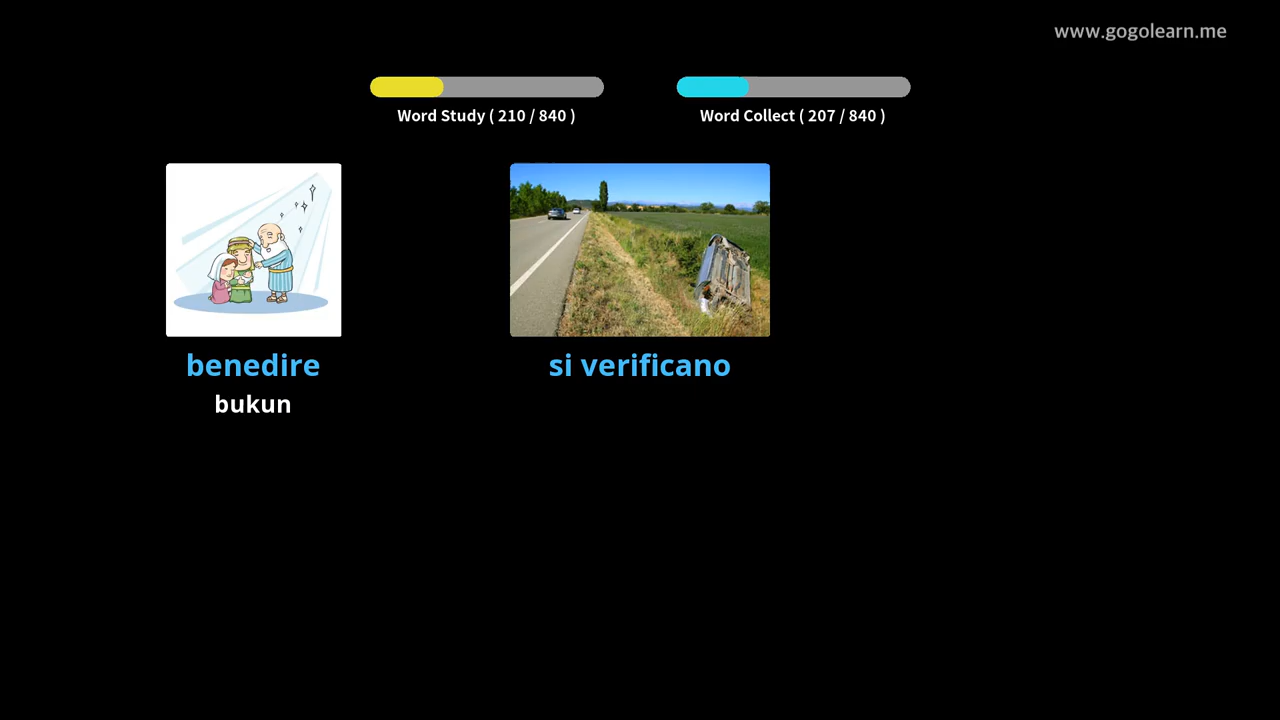 www.gogolearn.me
Word Study ( 210 / 840 )
Word Collect ( 207 / 840 )
benedire
si verificano
bukun